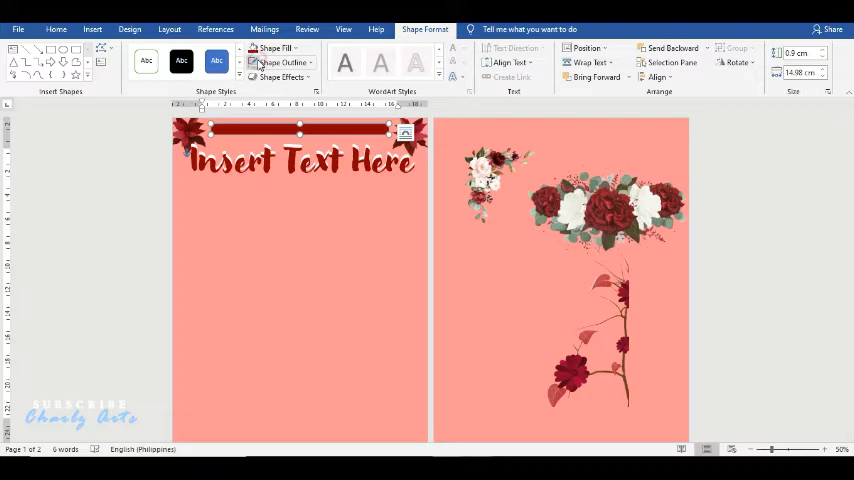 File Home Insert Design Layout References Mailings Review View Help Shape Format Tell me what you want to do Share
Abc Abc Abc
Shape Fill
Shape Outline
Shape Effects
A A A
Text Direction
Align Text
Create Link
Position
Wrap Text
Bring Forward
Send Backward
Selection Pane
Align
Group
Rotate
0.9 cm
14.98 cm
Insert Shapes Shape Styles WordArt Styles Text Arrange Size
Insert Text Here
SUBSCRIBE
Charly Arts
Page 1 of 2 6 words English (Philippines) 50%